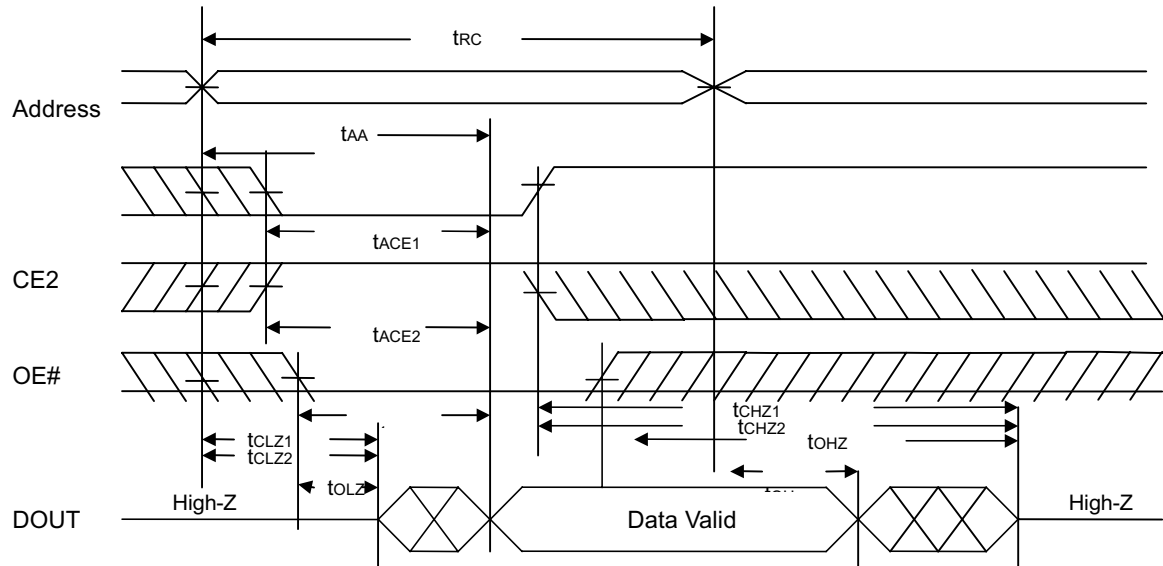 tRC
Address
tAA
tACE1
CE2
tACE2
OE#
tCHZ1
tCLZ1
tCHZ2
tCLZ2
tOHZ
tOLZ
High-Z
High-Z
DOUT
Data Valid